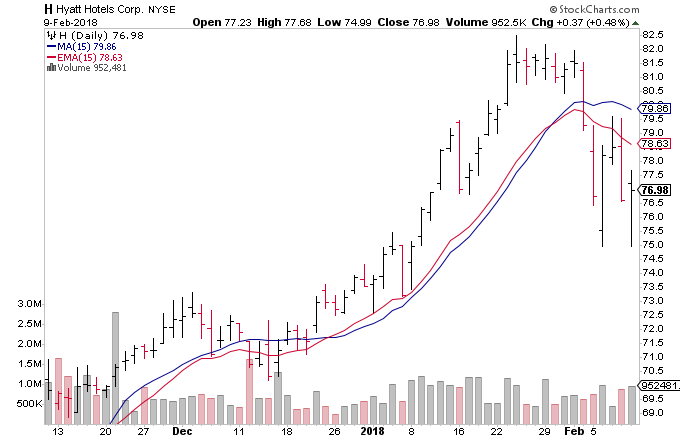 H Hyatt Hotels Corp. NYSE
© StockCharts.com
9-Feb-2018 Open 77.23 High 77.68 Low 74.99 Close 76.98 Volume 952.5K Chg +0.37 (+0.48%)
H (Daily) 76.98
MA(15) 79.86
EMA(15) 78.63
Volume 952,481
82.5
82.0
81.5
81.0
80.5
79.86
79.5
79.0
78.63
78.0
77.5
76.98
76.5
76.0
75.5
75.0
74.5
74.0
73.5
73.0
72.5
72.0
71.5
71.0
70.5
70.0
952481
69.0
3.0M
2.5M
2.0M
1.5M
1.0M
500K
13 20 27 Dec 11 18 2018 8 16 22 29 Feb 5